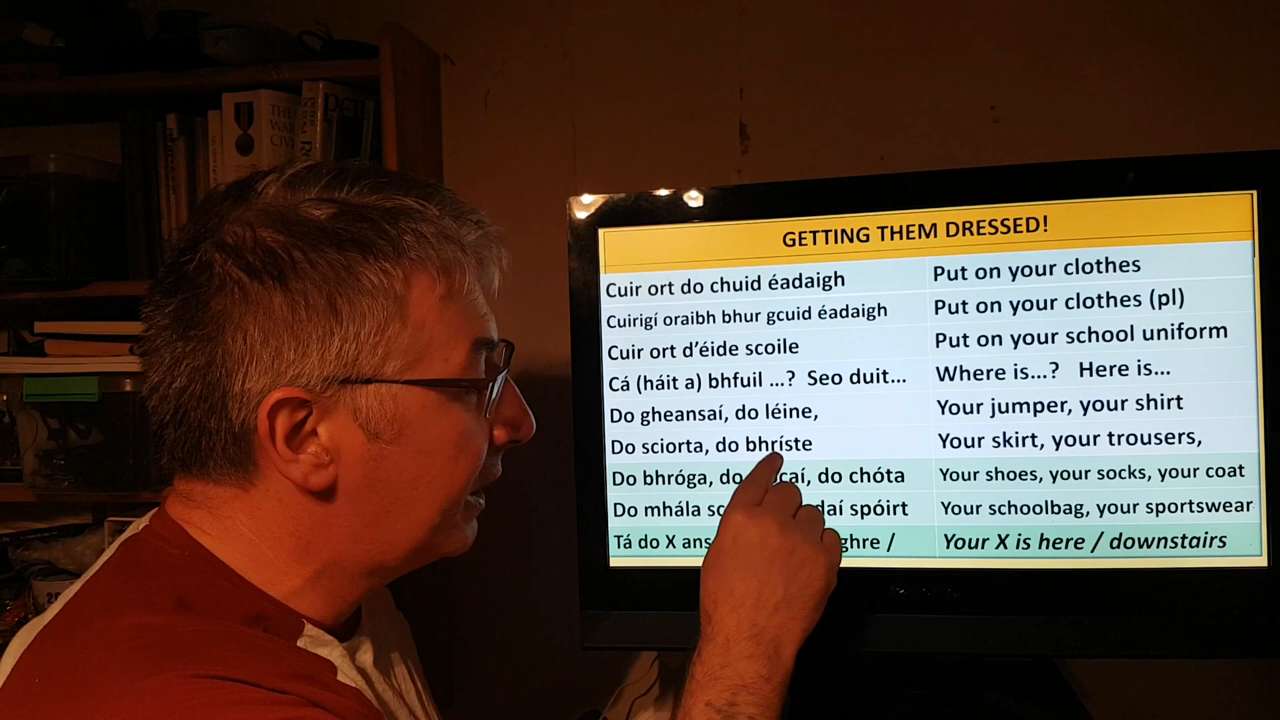 GETTING THEM DRESSED!
Cuir ort do chuid éadaigh Put on your clothes
Cuirigí oraibh bhur gcuid éadaigh Put on your clothes (pl)
Cuir ort d'éide scoile Put on your school uniform
Cá (háit a) bhfuil ...? Seo duit... Where is...? Here is...
Do gheansaí, do léine, Your jumper, your shirt
Do sciorta, do bhríste Your skirt, your trousers,
Do bhróga, do chóta Your shoes, your socks, your coat
Do mhála spóirt Your schoolbag, your sportswear
Tá do X / Your X is here / downstairs
THE
WAR
CIVI